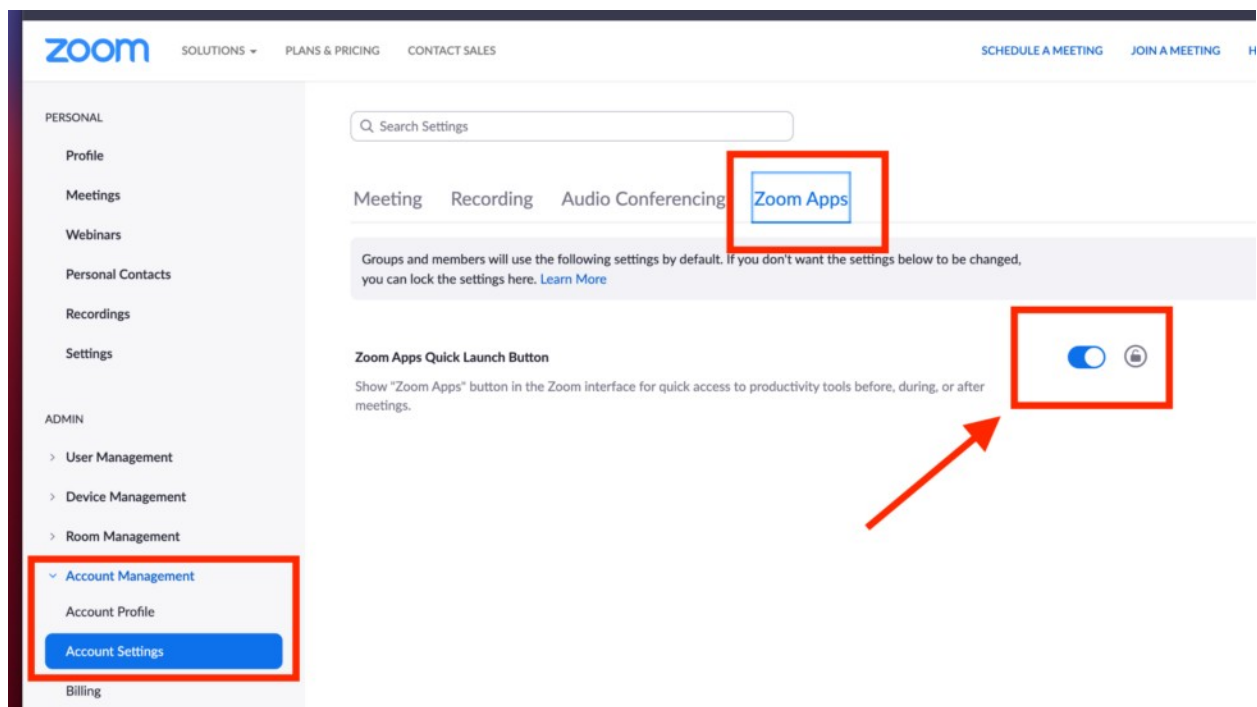 zoom
SOLUTIONS
PLANS & PRICING
CONTACT SALES
SCHEDULE A MEETING
JOIN A MEETING
PERSONAL
Profile
Meetings
Webinars
Personal Contacts
Recordings
Settings
ADMIN
User Management
Device Management
Room Management
Account Management
Account Profile
Account Settings
Billing
Search Settings
Meeting
Recording
Audio Conferencing
Zoom Apps
Groups and members will use the following settings by default. If you don't want the settings below to be changed,
you can lock the settings here. Learn More
Zoom Apps Quick Launch Button
Show "Zoom Apps" button in the Zoom interface for quick access to productivity tools before, during, or after
meetings.